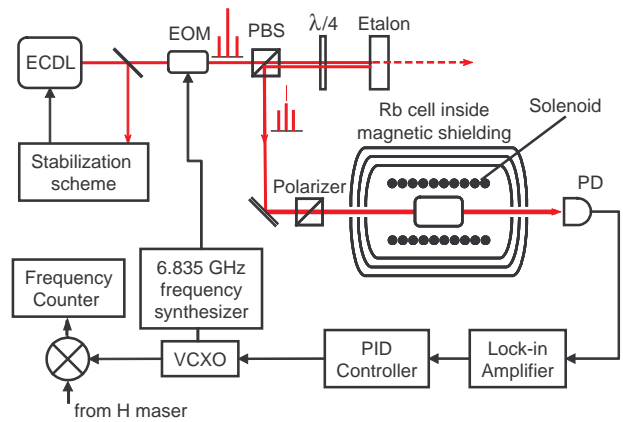 EOM
PBS
λ/4
Etalon
ECDL
Rb cell inside
magnetic shielding
Solenoid
Stabilization
scheme
Polarizer
PD
Frequency
Counter
6.835 GHz
frequency
synthesizer
VCXO
PID
Controller
Lock-in
Amplifier
from H maser